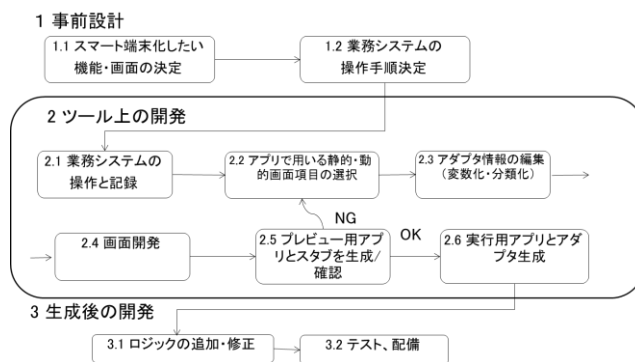 1 事前設計
1.1 スマート端末化したい
機能・画面の決定
1.2 業務システムの
操作手順決定
2 ツール上の開発
2.1 業務システムの
操作と記録
2.2 アプリで用いる静的・動
的画面項目の選択
2.3 アダプタ情報の編集
（変数化・分類化）
NG
2.4 画面開発
2.5 プレビュー用アプ
リとスタブを生成/
確認
OK
2.6 実行用アプリとアダ
プタ生成
3 生成後の開発
3.1 ロジックの追加・修正
3.2 テスト、配備